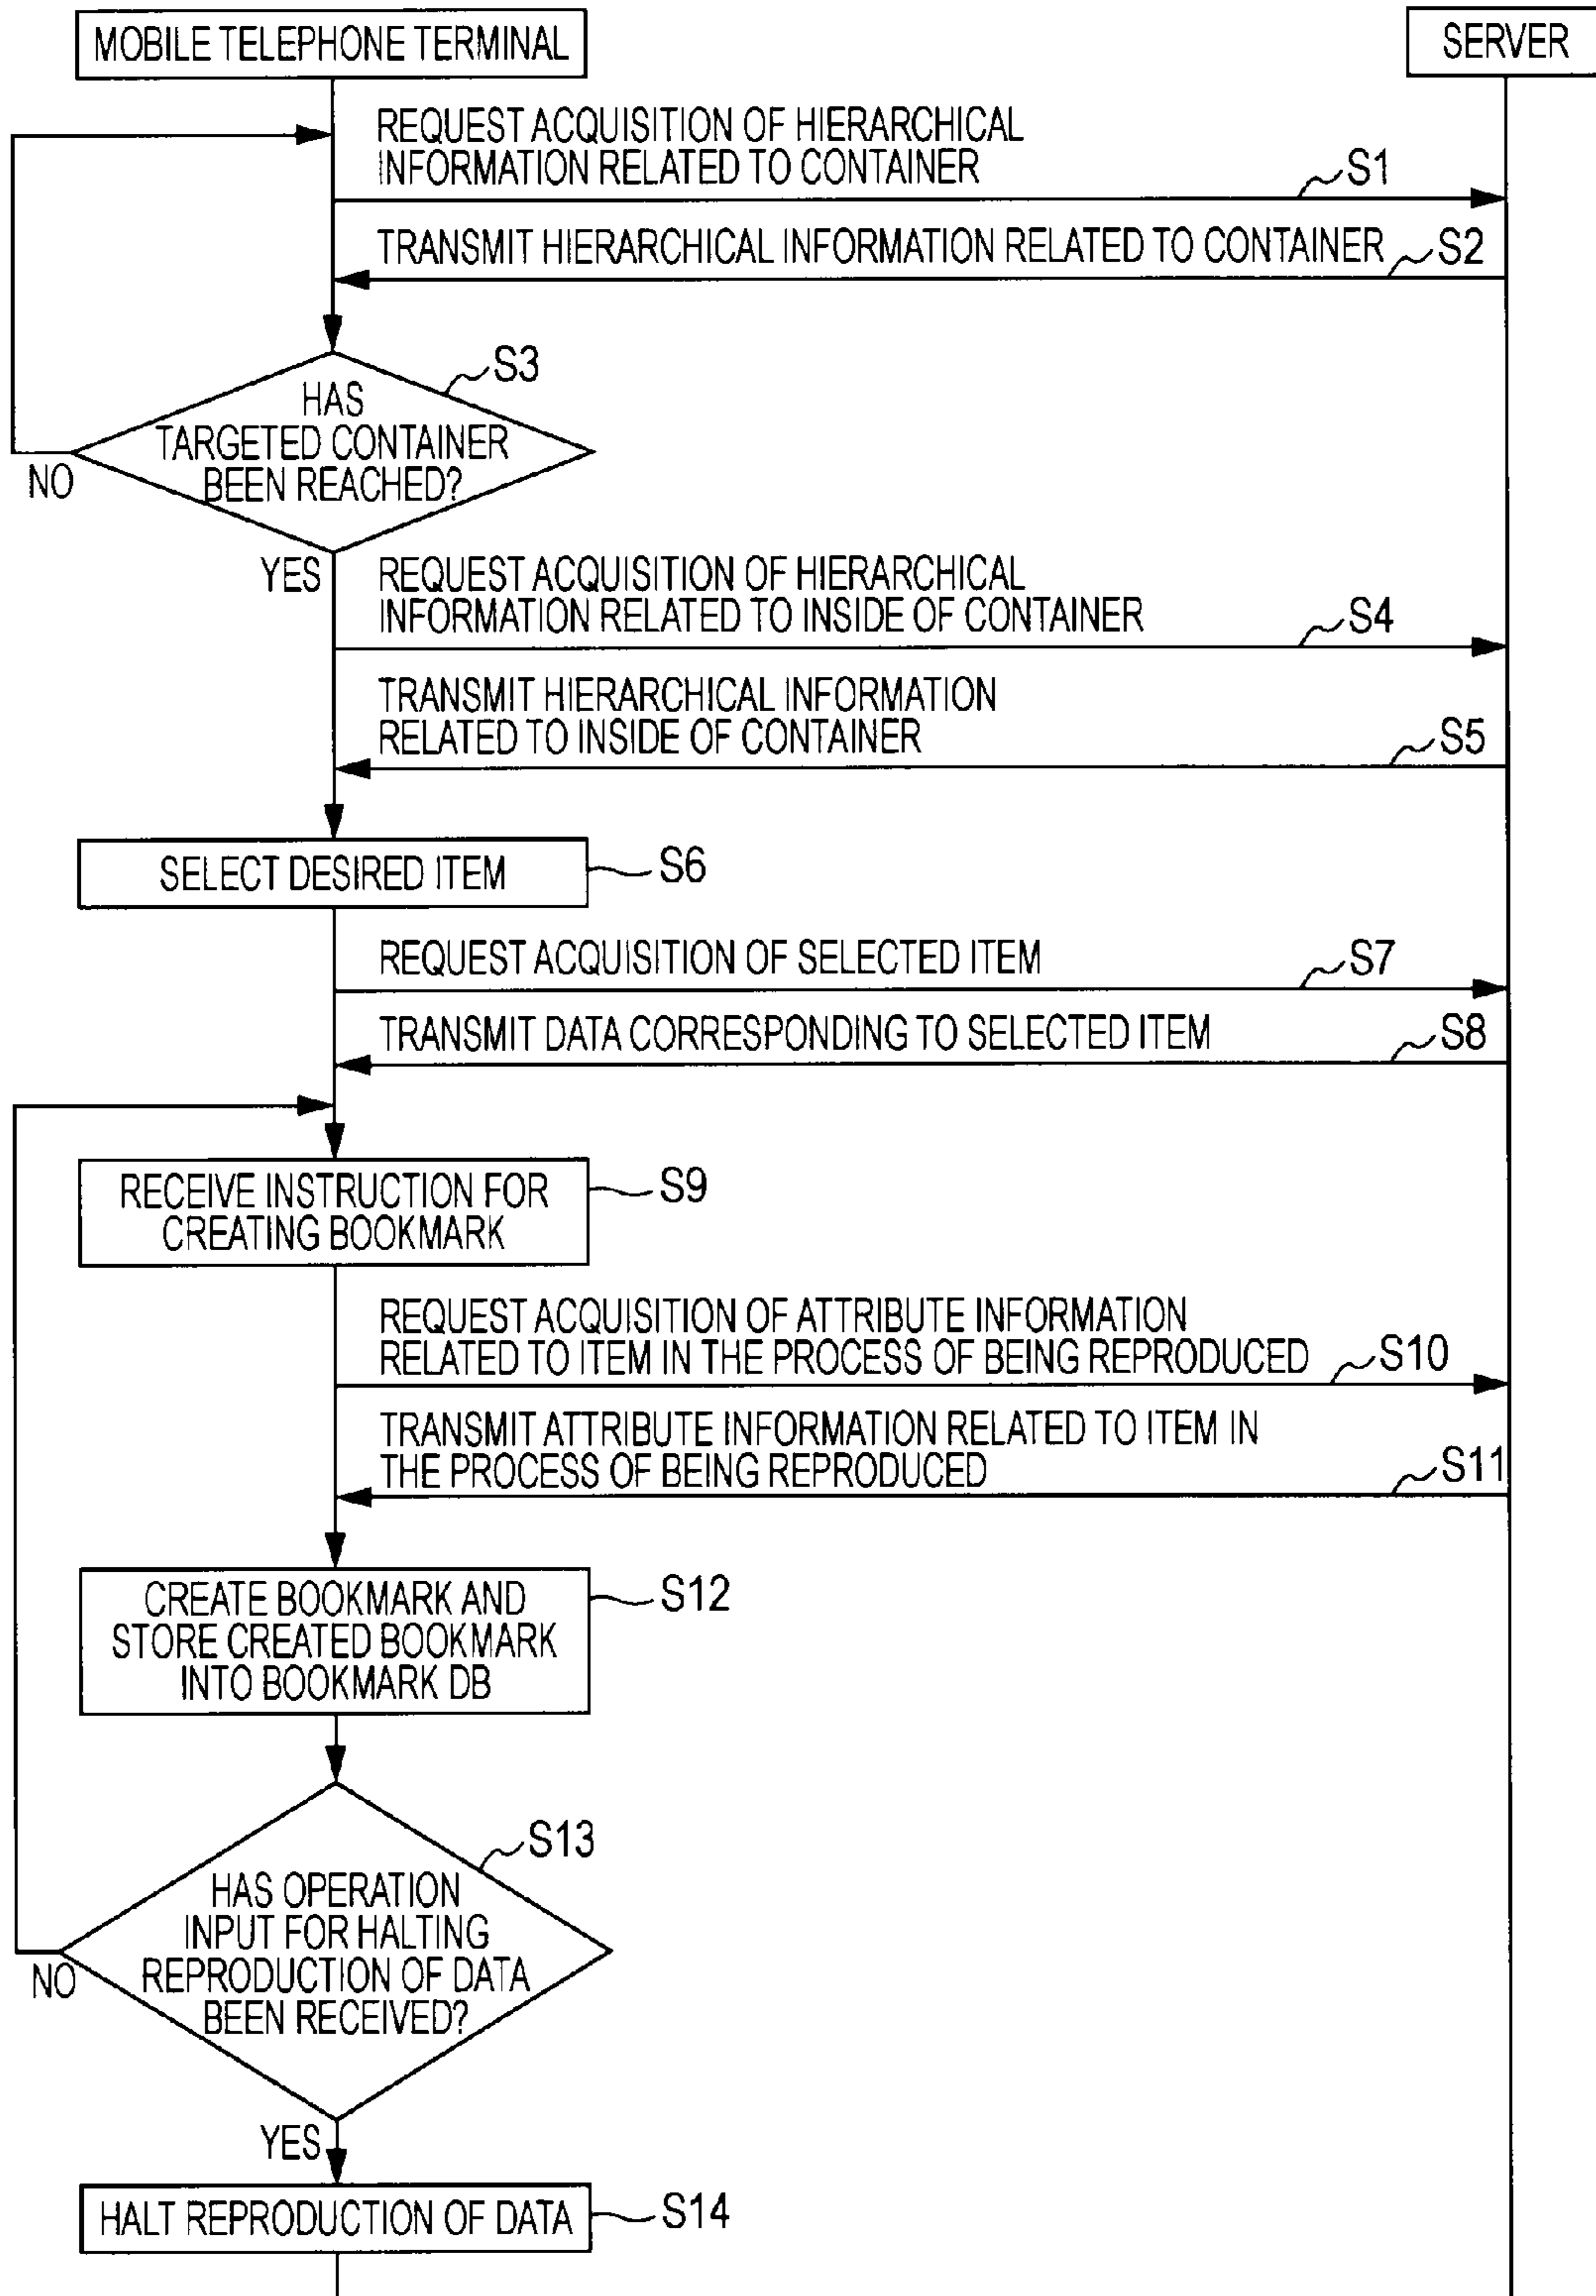 MOBILE TELEPHONE TERMINAL
SERVER
REQUEST ACQUISITION OF HIERARCHICAL
INFORMATION RELATED TO CONTAINER
S1
TRANSMIT HIERARCHICAL INFORMATION RELATED TO CONTAINER
S2
S3
HAS
TARGETED CONTAINER
BEEN REACHED?
NO
YES
REQUEST ACQUISITION OF HIERARCHICAL
INFORMATION RELATED TO INSIDE OF CONTAINER
S4
TRANSMIT HIERARCHICAL INFORMATION
RELATED TO INSIDE OF CONTAINER
S5
SELECT DESIRED ITEM
S6
REQUEST ACQUISITION OF SELECTED ITEM
S7
TRANSMIT DATA CORRESPONDING TO SELECTED ITEM
S8
RECEIVE INSTRUCTION FOR
CREATING BOOKMARK
S9
REQUEST ACQUISITION OF ATTRIBUTE INFORMATION
RELATED TO ITEM IN THE PROCESS OF BEING REPRODUCED
S10
TRANSMIT ATTRIBUTE INFORMATION RELATED TO ITEM IN
THE PROCESS OF BEING REPRODUCED
S11
CREATE BOOKMARK AND
STORE CREATED BOOKMARK
INTO BOOKMARK DB
S12
S13
HAS OPERATION
INPUT FOR HALTING
REPRODUCTION OF DATA
BEEN RECEIVED?
NO
YES
HALT REPRODUCTION OF DATA
S14